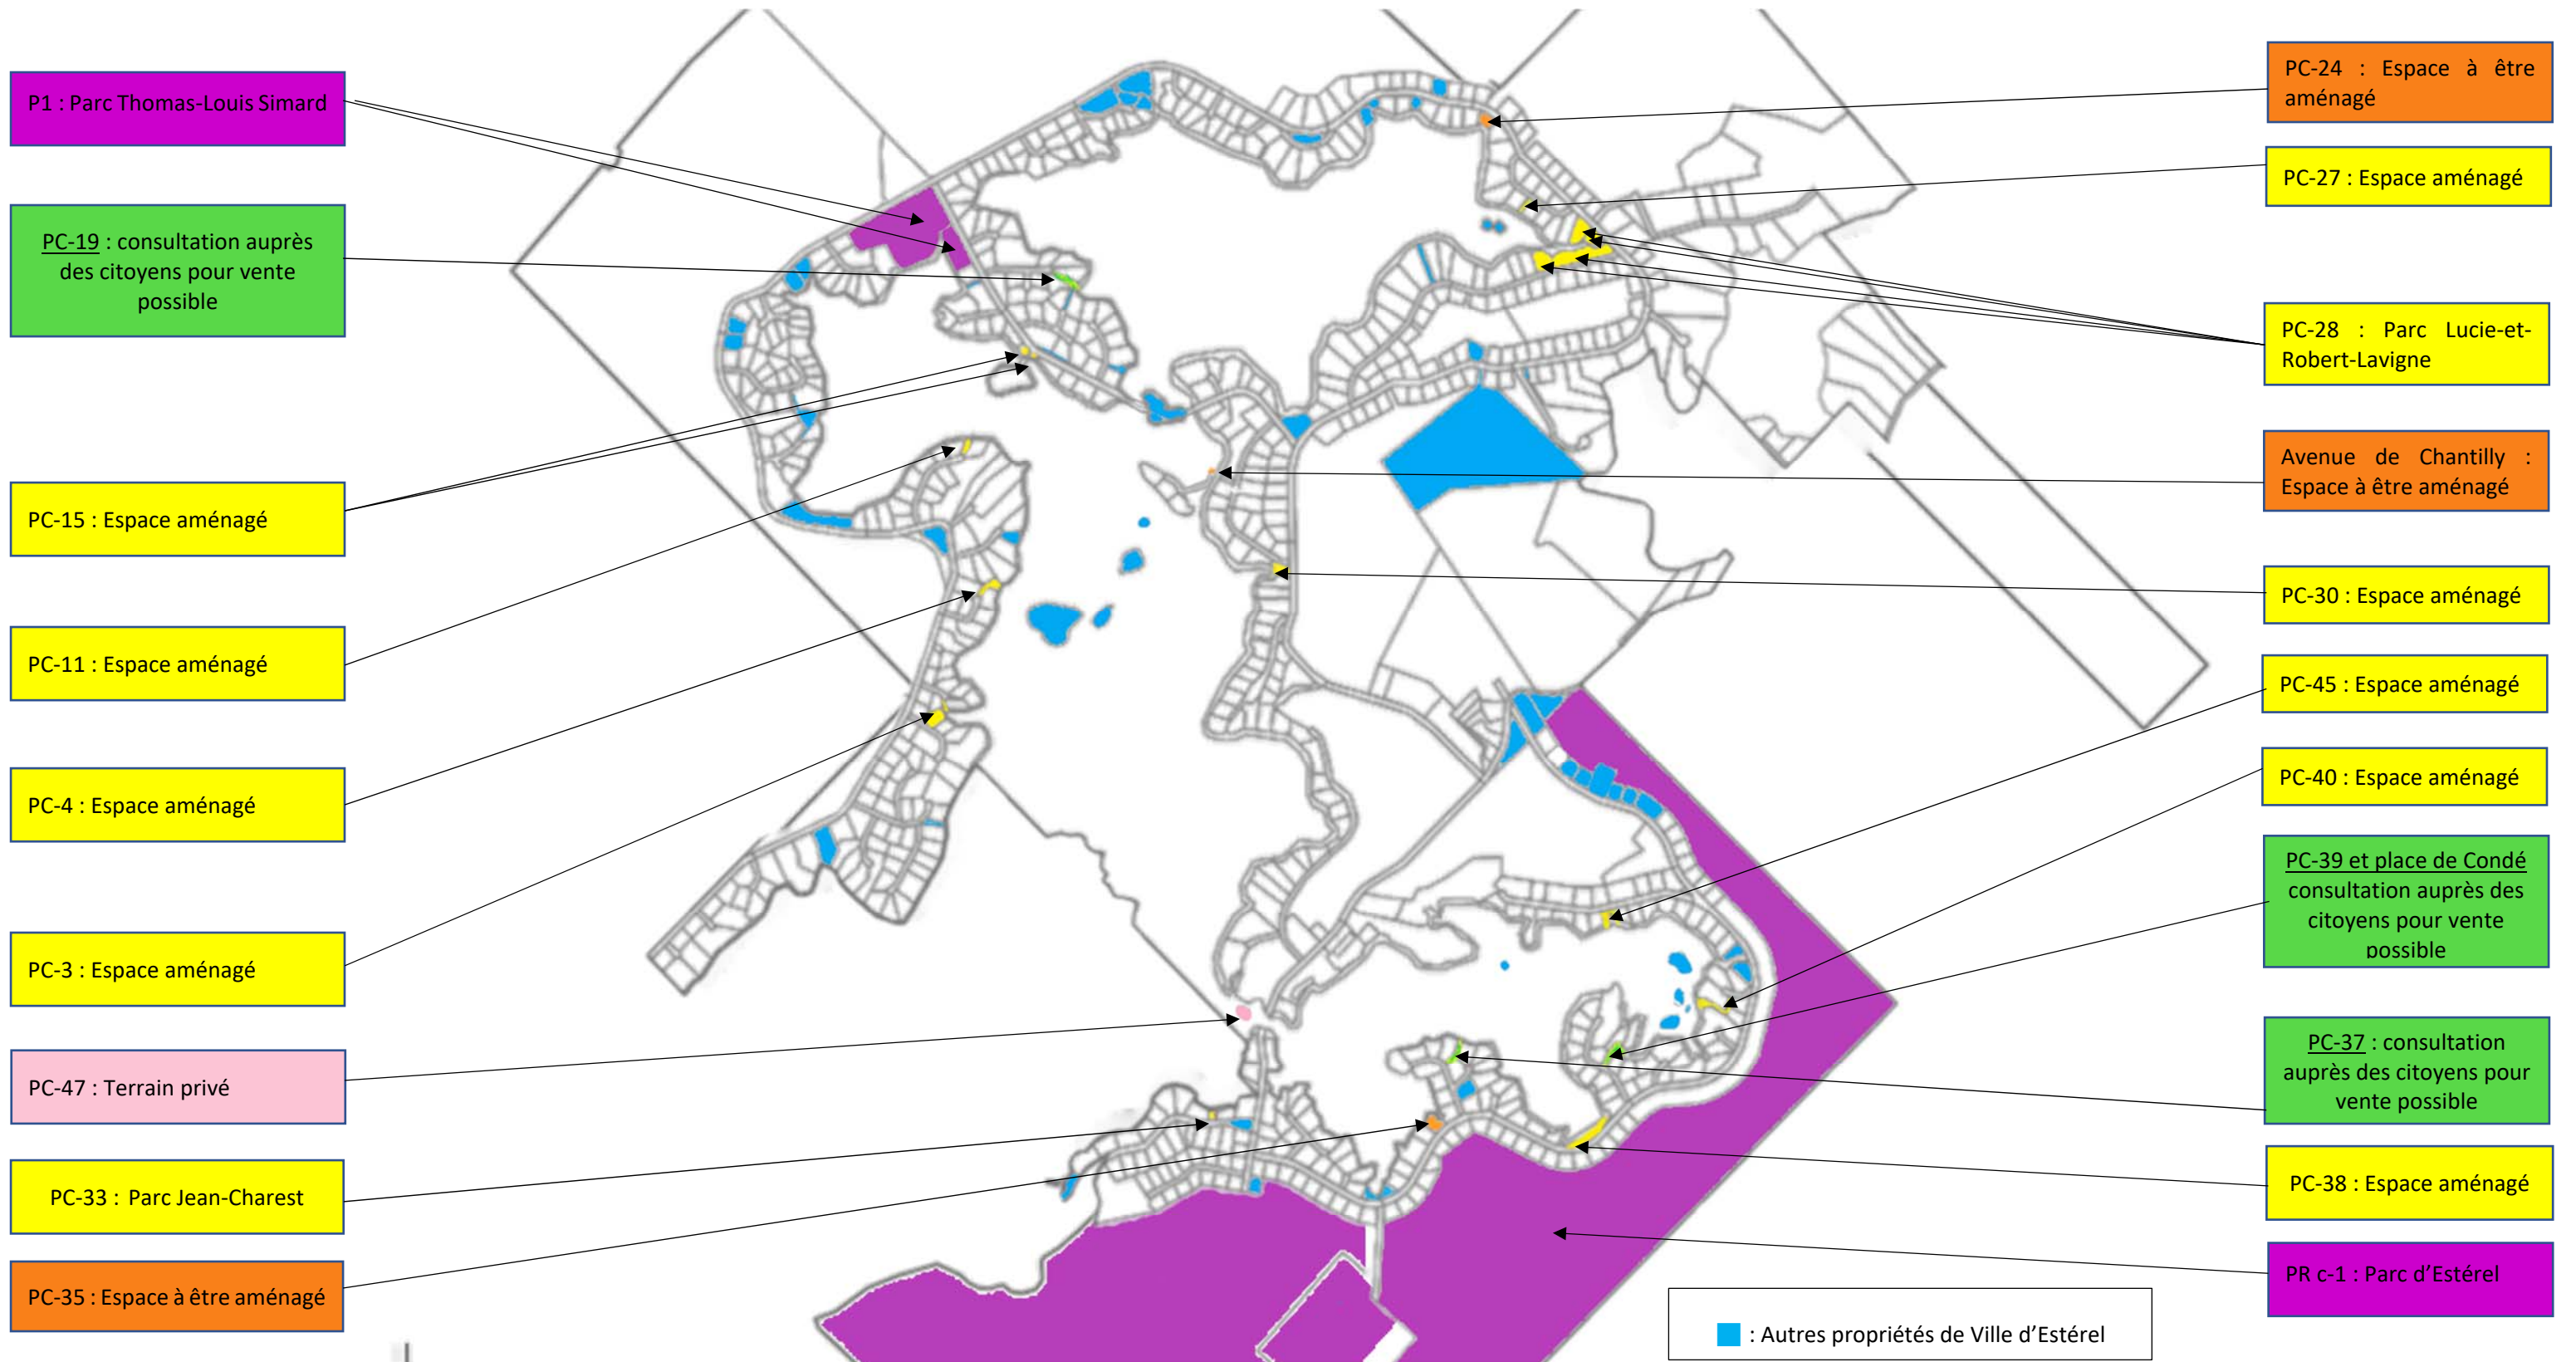 P1 : Parc Thomas-Louis Simard
PC-19 : consultation auprès
des citoyens pour vente
possible
PC-15 : Espace aménagé
PC-11 : Espace aménagé
PC-4 : Espace aménagé
PC-3 : Espace aménagé
PC-47 : Terrain privé
PC-33 : Parc Jean-Charest
PC-35 : Espace à être aménagé
PC-24 : Espace à être
aménagé
PC-27 : Espace aménagé
PC-28 : Parc Lucie-et-
Robert-Lavigne
Avenue de Chantilly :
Espace à être aménagé
PC-30 : Espace aménagé
PC-45 : Espace aménagé
PC-40 : Espace aménagé
PC-39 et place de Condé
consultation auprès des
citoyens pour vente
possible
PC-37 : consultation
auprès des citoyens pour
vente possible
PC-38 : Espace aménagé
PR c-1 : Parc d'Estérel
: Autres propriétés de Ville d'Estérel